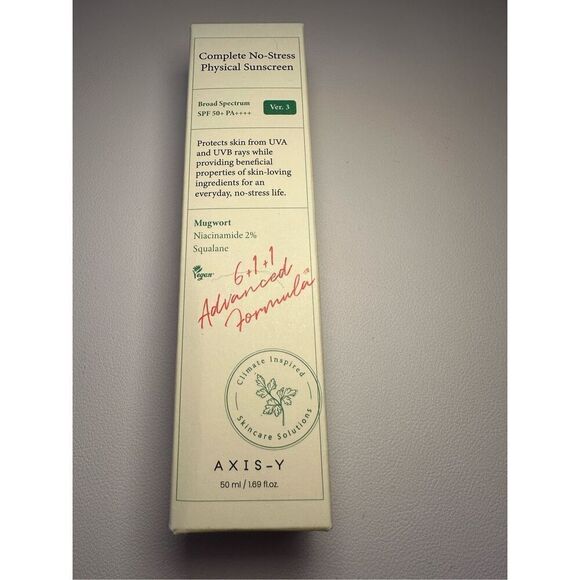 Complete No-Stress
Physical Sunscreen
Broad Spectrum
SPF 50+ PA++++
Ver. 3
Protects skin from UVA
and UVB rays while
providing beneficial
properties of skin-loving
ingredients for an
everyday, no-stress life.
Mugwort
Niacinamide 2%
Squalane
Vegan
6+1+1
Advanced
Formula
Climate Inspired
Skincare Solutions
AXIS-Y
50 ml / 1.69 fl.oz.